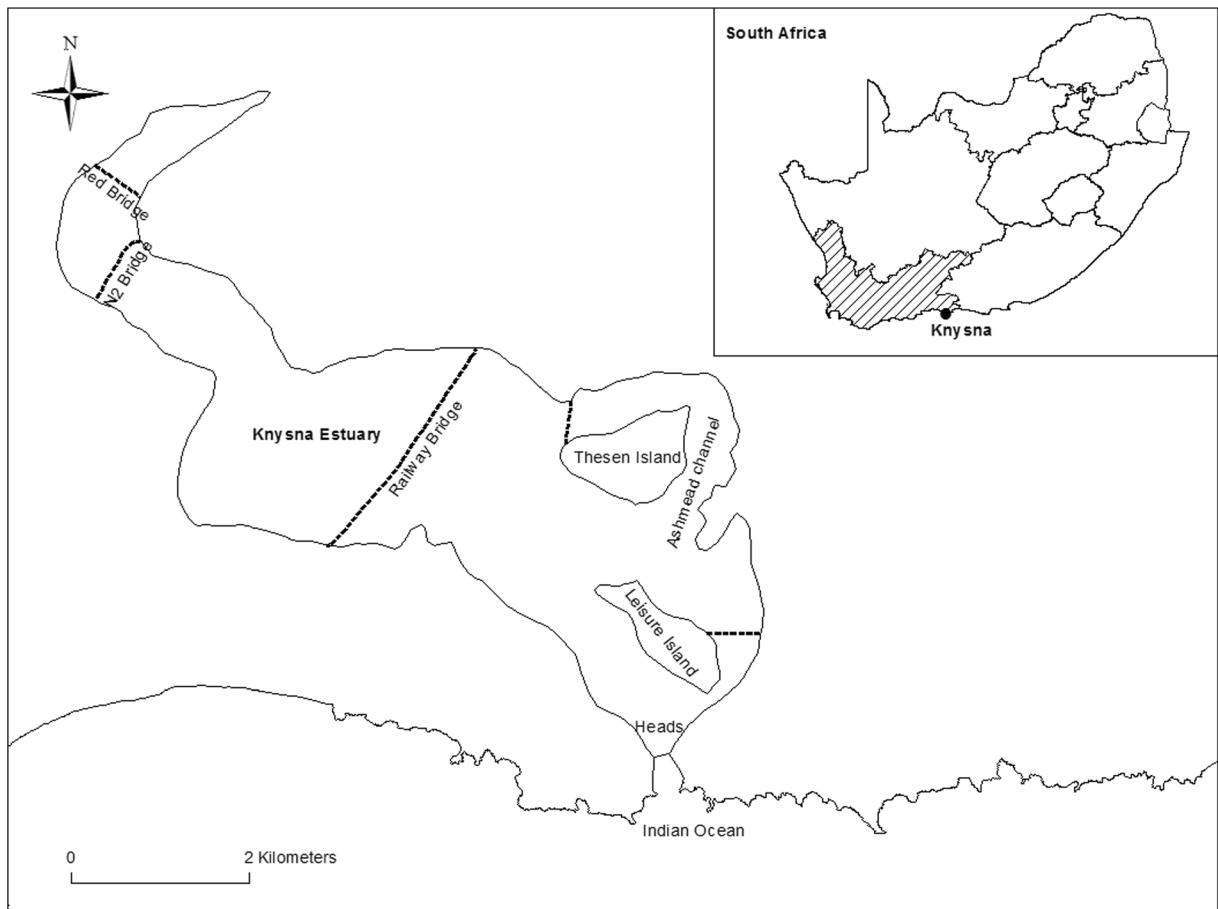 N
South Africa
Knysna
Red Bridge
N2 Bridge
Knysna Estuary
Railway Bridge
Thesen Island
Ashmead channel
Leisure Island
Heads
Indian Ocean
0 2 Kilometers